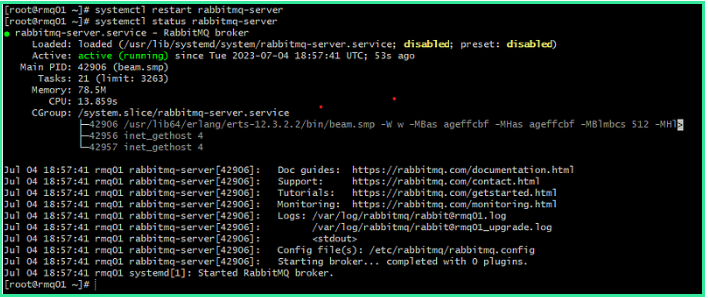 [root@rmq01 ~]# systemctl restart rabbitmq-server
[root@rmq01 ~]# systemctl status rabbitmq-server
● rabbitmq-server.service - RabbitMQ broker
Loaded: loaded (/usr/lib/systemd/system/rabbitmq-server.service; disabled; preset: disabled)
Active: active (running) since Tue 2023-07-04 18:57:41 UTC; 53s ago
Main PID: 42906 (beam.smp)
Tasks: 21 (limit: 3263)
Memory: 78.5M
CPU: 13.859s
CGroup: /system.slice/rabbitmq-server.service
├─42906 /usr/lib64/erlang/erts-12.3.2.2/bin/beam.smp -W w -MBas ageffcbf -MHas ageffcbf -MBlmbcs 512 -MHl>
├─42956 inet_gethost 4
└─42957 inet_gethost 4
Jul 04 18:57:41 rmq01 rabbitmq-server[42906]: Doc guides: https://rabbitmq.com/documentation.html
Jul 04 18:57:41 rmq01 rabbitmq-server[42906]: Support: https://rabbitmq.com/contact.html
Jul 04 18:57:41 rmq01 rabbitmq-server[42906]: Tutorials: https://rabbitmq.com/getstarted.html
Jul 04 18:57:41 rmq01 rabbitmq-server[42906]: Monitoring: https://rabbitmq.com/monitoring.html
Jul 04 18:57:41 rmq01 rabbitmq-server[42906]: Logs: /var/log/rabbitmq/rabbit@rmq01.log
Jul 04 18:57:41 rmq01 rabbitmq-server[42906]: /var/log/rabbitmq/rabbit@rmq01_upgrade.log
Jul 04 18:57:41 rmq01 rabbitmq-server[42906]: <stdout>
Jul 04 18:57:41 rmq01 rabbitmq-server[42906]: Config file(s): /etc/rabbitmq/rabbitmq.config
Jul 04 18:57:41 rmq01 rabbitmq-server[42906]: Starting broker... completed with 0 plugins.
Jul 04 18:57:41 rmq01 systemd[1]: Started RabbitMQ broker.
[root@rmq01 ~]#